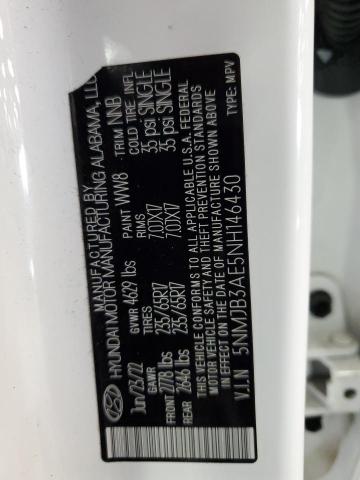 MANUFACTURED BY
HYUNDAI MOTOR MANUFACTURING ALABAMA, LLC
Jun/23/22 GVWR 4629 lbs PAINT WW8 TRIM NNB
GAWR TIRE RIMS COLD TIRE INFL.
FRONT 2778 lbs 235/65R17 7.0JX17 35 psi SINGLE
REAR 2646 lbs 235/65R17 7.0JX17 35 psi SINGLE
THIS VEHICLE CONFORMS TO ALL APPLICABLE U.S.A. FEDERAL
MOTOR VEHICLE SAFETY AND THEFT PREVENTION STANDARDS
IN EFFECT ON THE DATE OF MANUFACTURE SHOWN ABOVE
V.I.N 5NMJB3AE5NH146430 TYPE: MPV